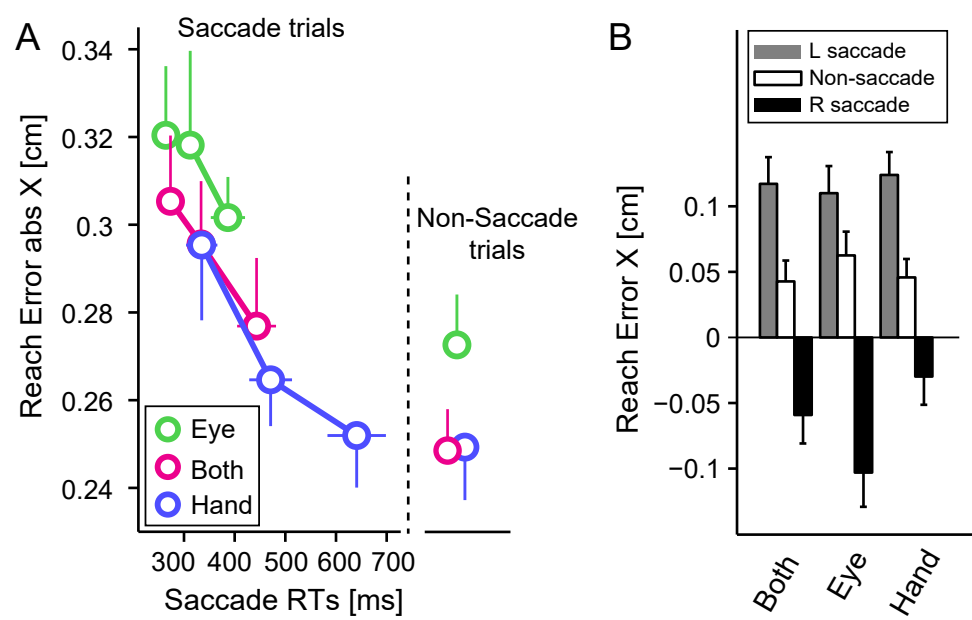 A
Saccade trials
Reach Error abs X [cm]
0.34
0.32
0.3
0.28
0.26
0.24
Non-Saccade
trials
Eye
Both
Hand
300 400 500 600 700
Saccade RTs [ms]
B
L saccade
Non-saccade
R saccade
Reach Error X [cm]
0.1
0.05
0
−0.05
−0.1
Both
Eye
Hand